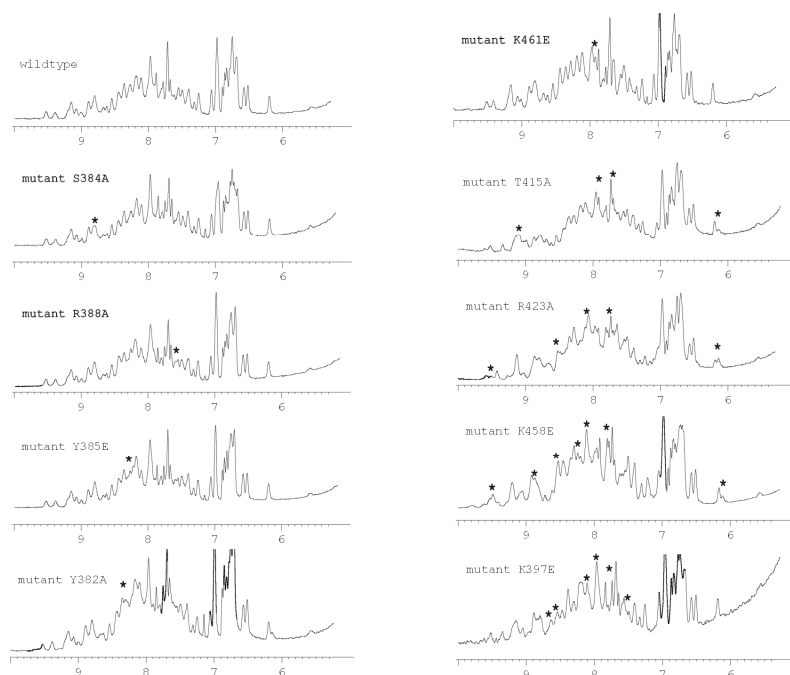 wildtype
9 8 7 6
mutant S384A
*
9 8 7 6
mutant R388A
*
9 8 7 6
mutant Y385E
*
9 8 7 6
mutant Y382A
*
9 8 7 6
mutant K461E
*
9 8 7 6
mutant T415A
* * * *
9 8 7 6
mutant R423A
* * * * *
9 8 7 6
mutant K458E
* * * * * * *
9 8 7 6
mutant K397E
* * * * * *
9 8 7 6